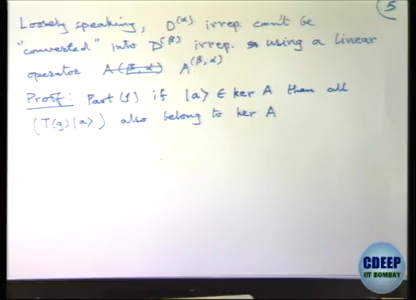 5
Loosely speaking, D^(α) irrep. can't be
"converted" into D^(β) irrep. using a linear
operator A^(β,α)
Proof: Part (1) if |a> ∈ ker A then all
(T(g)|a>) also belong to ker A
CDEEP
IIT BOMBAY